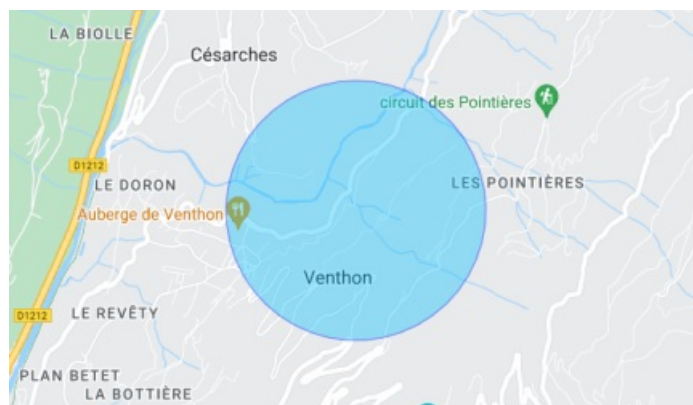 LA BIOLLE
Césarches
circuit des Pointières
D1212
LE DORON
LES POINTIÈRES
Auberge de Venthon
Venthon
D1212
LE REVÊTY
PLAN BETET
LA BOTTIÈRE